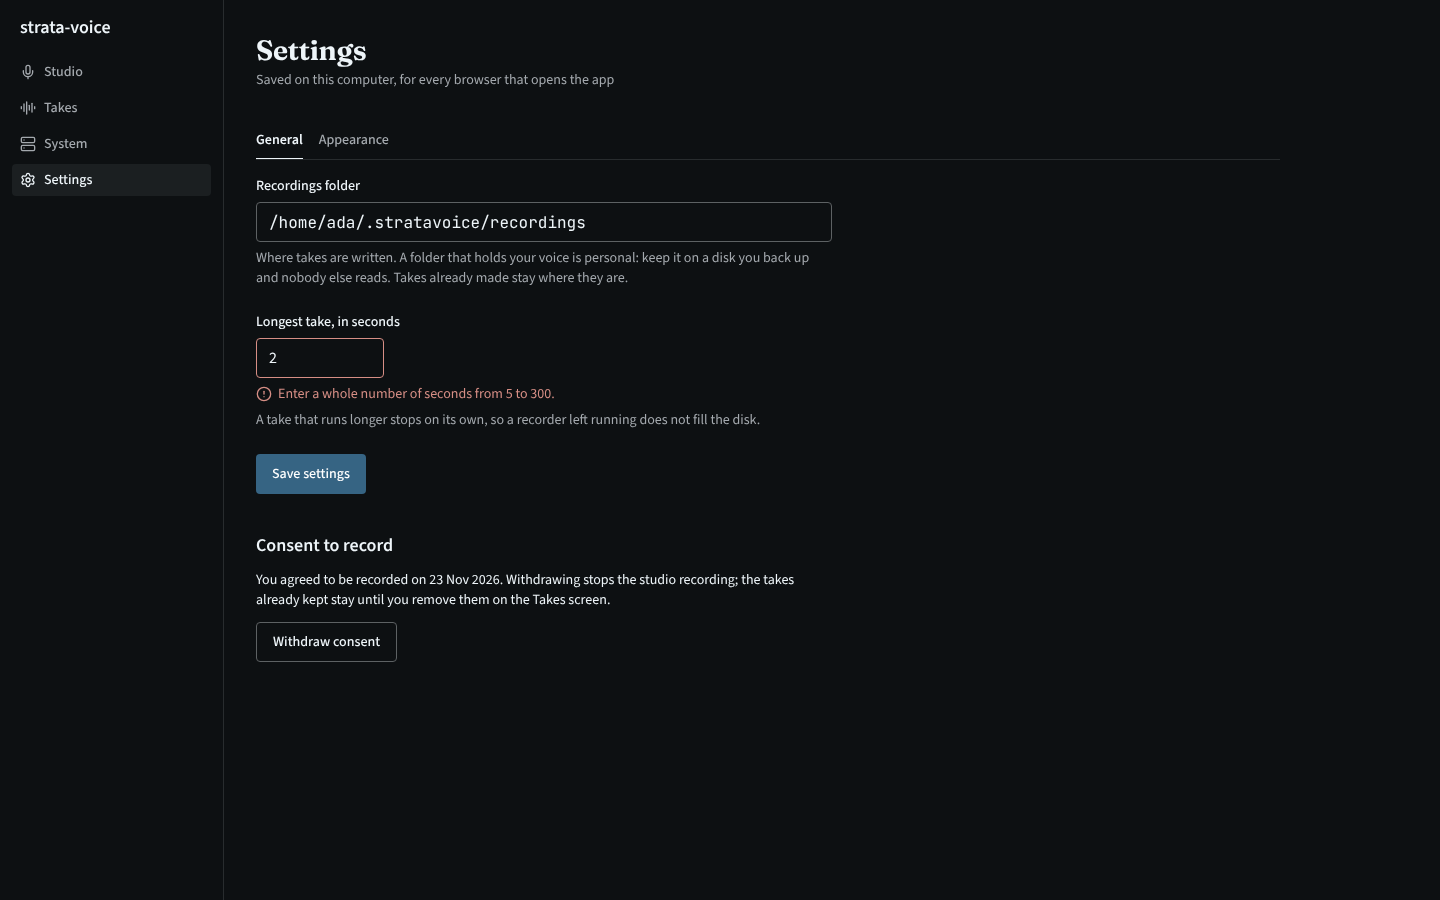 strata-voice
Studio
Takes
System
Settings
Settings
Saved on this computer, for every browser that opens the app
General
Appearance
Recordings folder
/home/ada/.stratavoice/recordings
Where takes are written. A folder that holds your voice is personal: keep it on a disk you back up
and nobody else reads. Takes already made stay where they are.
Longest take, in seconds
2
Enter a whole number of seconds from 5 to 300.
A take that runs longer stops on its own, so a recorder left running does not fill the disk.
Save settings
Consent to record
You agreed to be recorded on 23 Nov 2026. Withdrawing stops the studio recording; the takes
already kept stay until you remove them on the Takes screen.
Withdraw consent